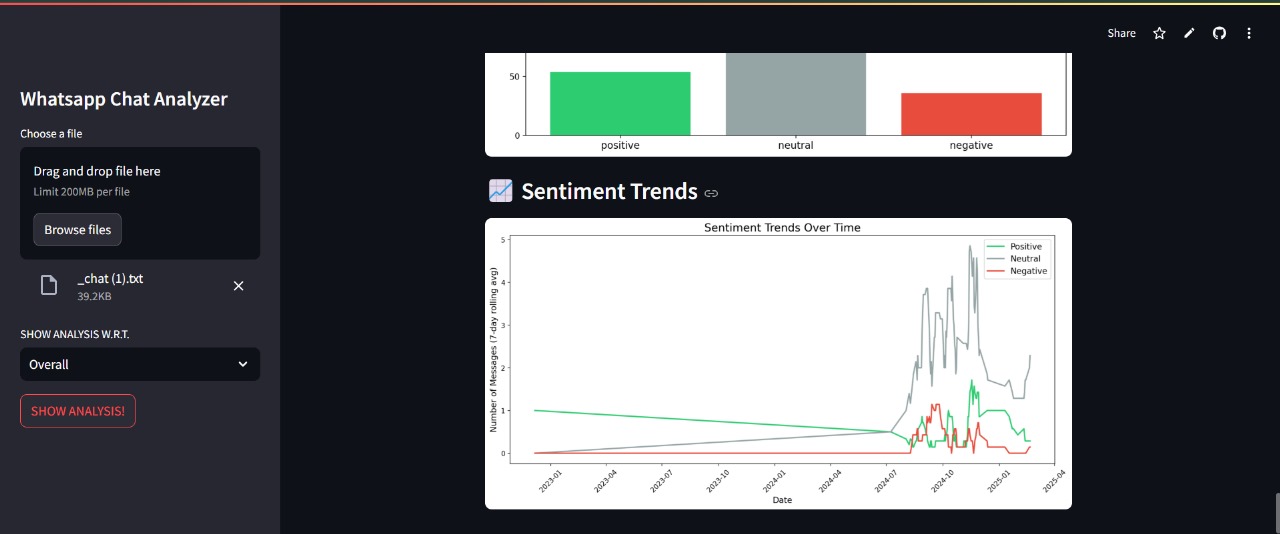 Share
Whatsapp Chat Analyzer
Choose a file
Drag and drop file here
Limit 200MB per file
Browse files
_chat (1).txt
39.2KB
SHOW ANALYSIS W.R.T.
Overall
SHOW ANALYSIS!
50
0
positive neutral negative
Sentiment Trends
Sentiment Trends Over Time
Positive
Neutral
Negative
Number of Messages (7-day rolling avg)
5
4
3
2
1
0
2023-01 2023-04 2023-07 2023-10 2024-01 2024-04 2024-07 2024-10 2025-01 2025-04
Date